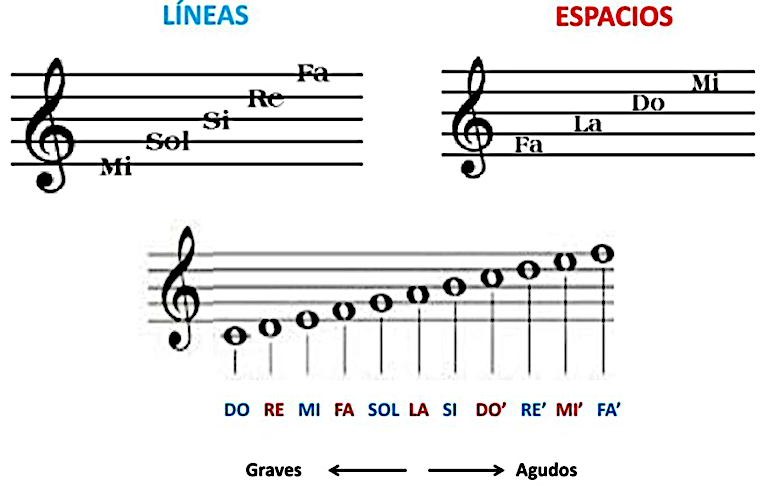 LÍNEAS
Fa
Re
Si
Sol
Mi
ESPACIOS
Mi
Do
La
Fa
DO RE MI FA SOL LA SI DO’ RE’ MI’ FA’
Graves Agudos